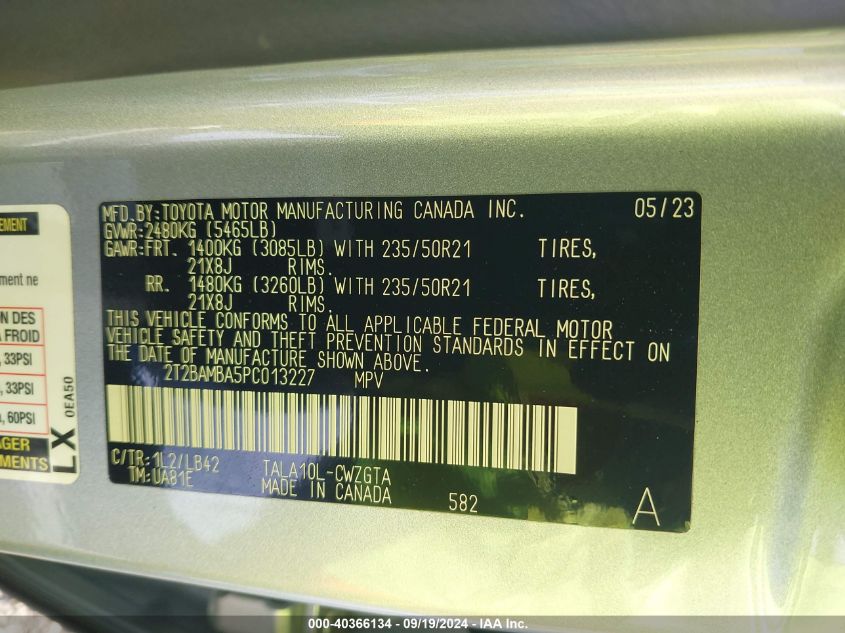 EMENT
ment ne
ON DES
A FROID
, 33PSI
, 33PSI
, 60PSI
AGER
EMENTS
LX
0EA50
MFD.BY:TOYOTA MOTOR MANUFACTURING CANADA INC. 05/23
GVWR:2480KG (5465LB)
GAWR:FRT. 1400KG (3085LB) WITH 235/50R21 TIRES,
21X8J RIMS.
RR. 1480KG (3260LB) WITH 235/50R21 TIRES,
21X8J RIMS.
THIS VEHICLE CONFORMS TO ALL APPLICABLE FEDERAL MOTOR
VEHICLE SAFETY AND THEFT PREVENTION STANDARDS IN EFFECT ON
THE DATE OF MANUFACTURE SHOWN ABOVE.
2T2BAMBA5PC013227 MPV
C/TR:1L2/LB42 TALA10L-CWZGTA
TM:UA81E MADE IN CANADA 582 A
000-40366134 - 09/19/2024 - IAA Inc.